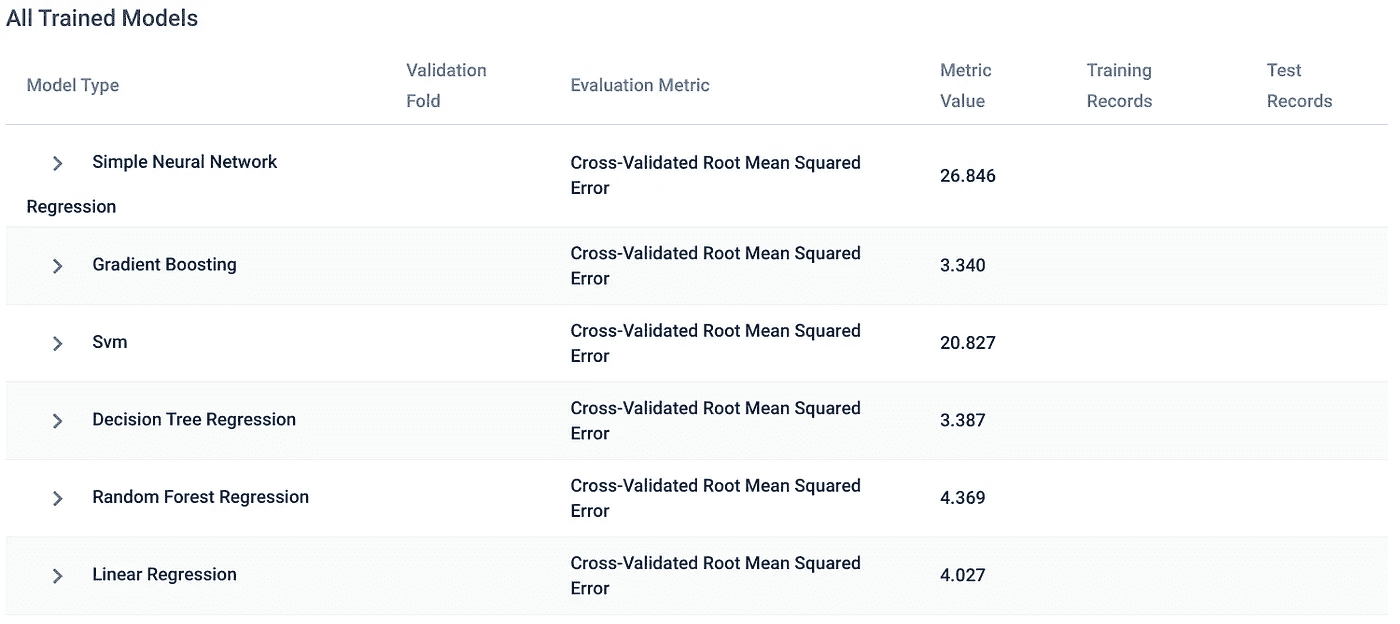 All Trained Models
Model Type
Validation
Fold
Evaluation Metric
Metric
Value
Training
Records
Test
Records
Simple Neural Network
Regression
Cross-Validated Root Mean Squared
Error
26.846
Gradient Boosting
Cross-Validated Root Mean Squared
Error
3.340
Svm
Cross-Validated Root Mean Squared
Error
20.827
Decision Tree Regression
Cross-Validated Root Mean Squared
Error
3.387
Random Forest Regression
Cross-Validated Root Mean Squared
Error
4.369
Linear Regression
Cross-Validated Root Mean Squared
Error
4.027